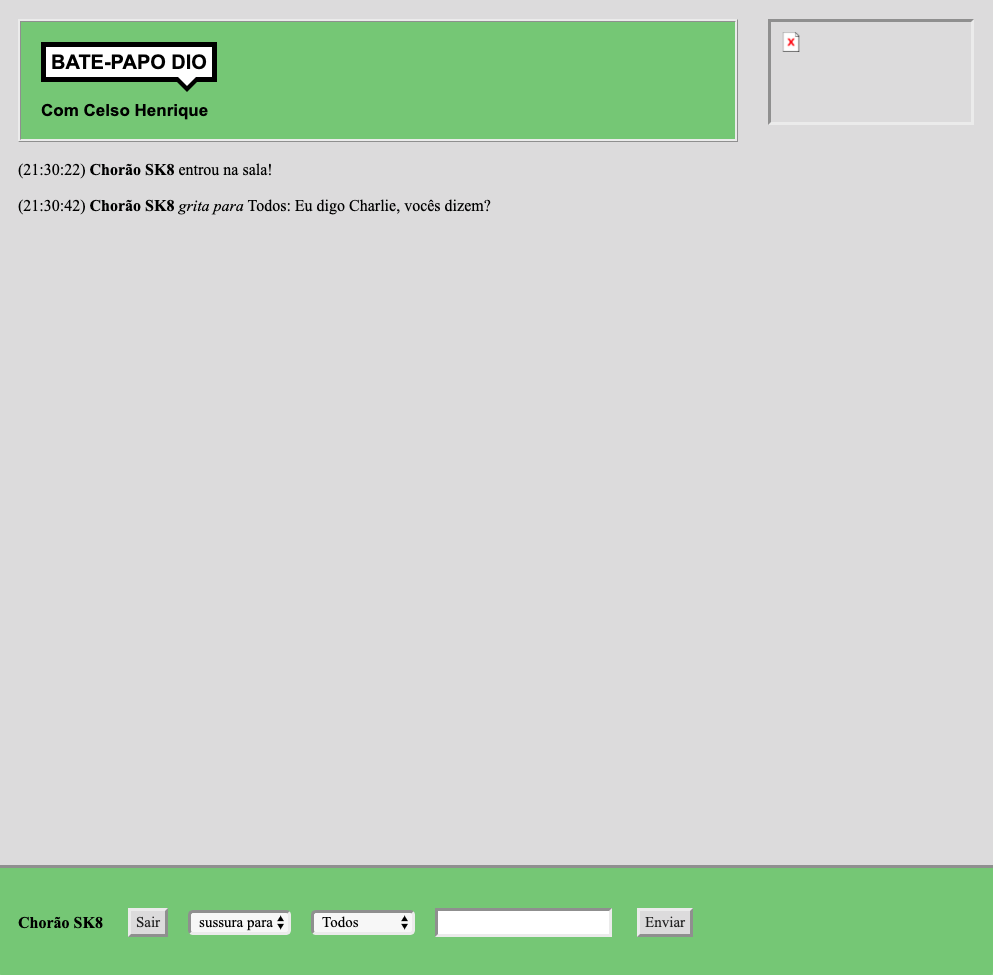 BATE-PAPO DIO
Com Celso Henrique
(21:30:22) Chorão SK8 entrou na sala!
(21:30:42) Chorão SK8 grita para Todos: Eu digo Charlie, vocês dizem?
Chorão SK8 Sair sussura para Todos Enviar